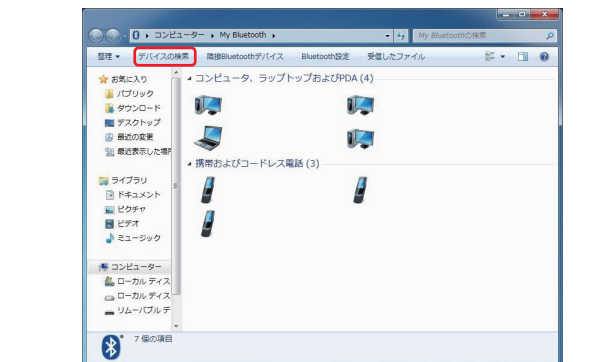 コンピューター ▸ My Bluetooth ▸
My Bluetoothの検索
整理 デバイスの検索 隣接Bluetoothデバイス Bluetooth設定 受信したファイル
お気に入り
パブリック
ダウンロード
デスクトップ
最近の変更
最近表示した場所
ライブラリ
ドキュメント
ピクチャ
ビデオ
ミュージック
コンピューター
ローカル ディス
ローカル ディス
リムーバブル デ
コンピュータ、ラップトップおよびPDA (4)
携帯およびコードレス電話 (3)
7 個の項目